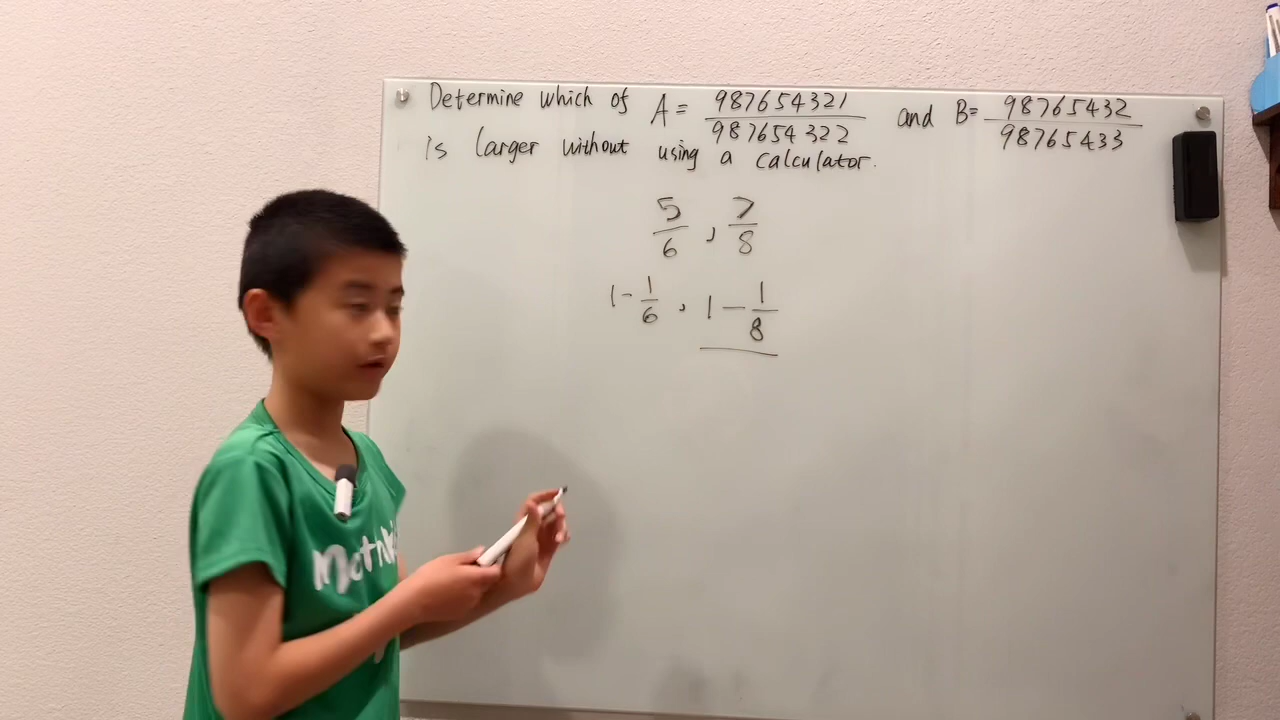 Determine which of A = 987654321/987654322 and B= 98765432/98765433
is larger without using a calculator.
5/6 , 7/8
1-1/6 , 1-1/8